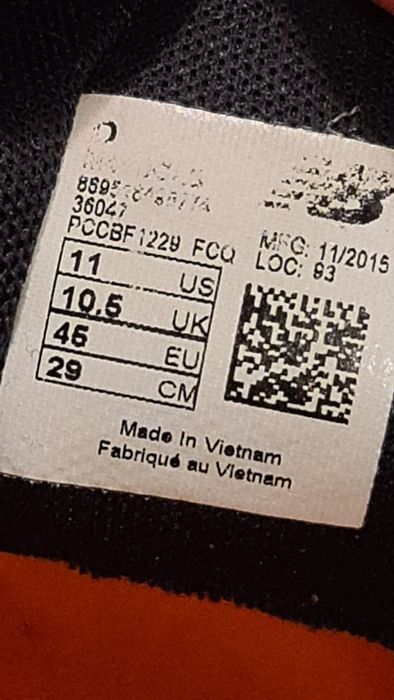 36047
PCCBF1229 FCQ
MFG: 11/2015
LOC: 93
11 US
10.5 UK
45 EU
29 CM
Made in Vietnam
Fabriqué au Vietnam